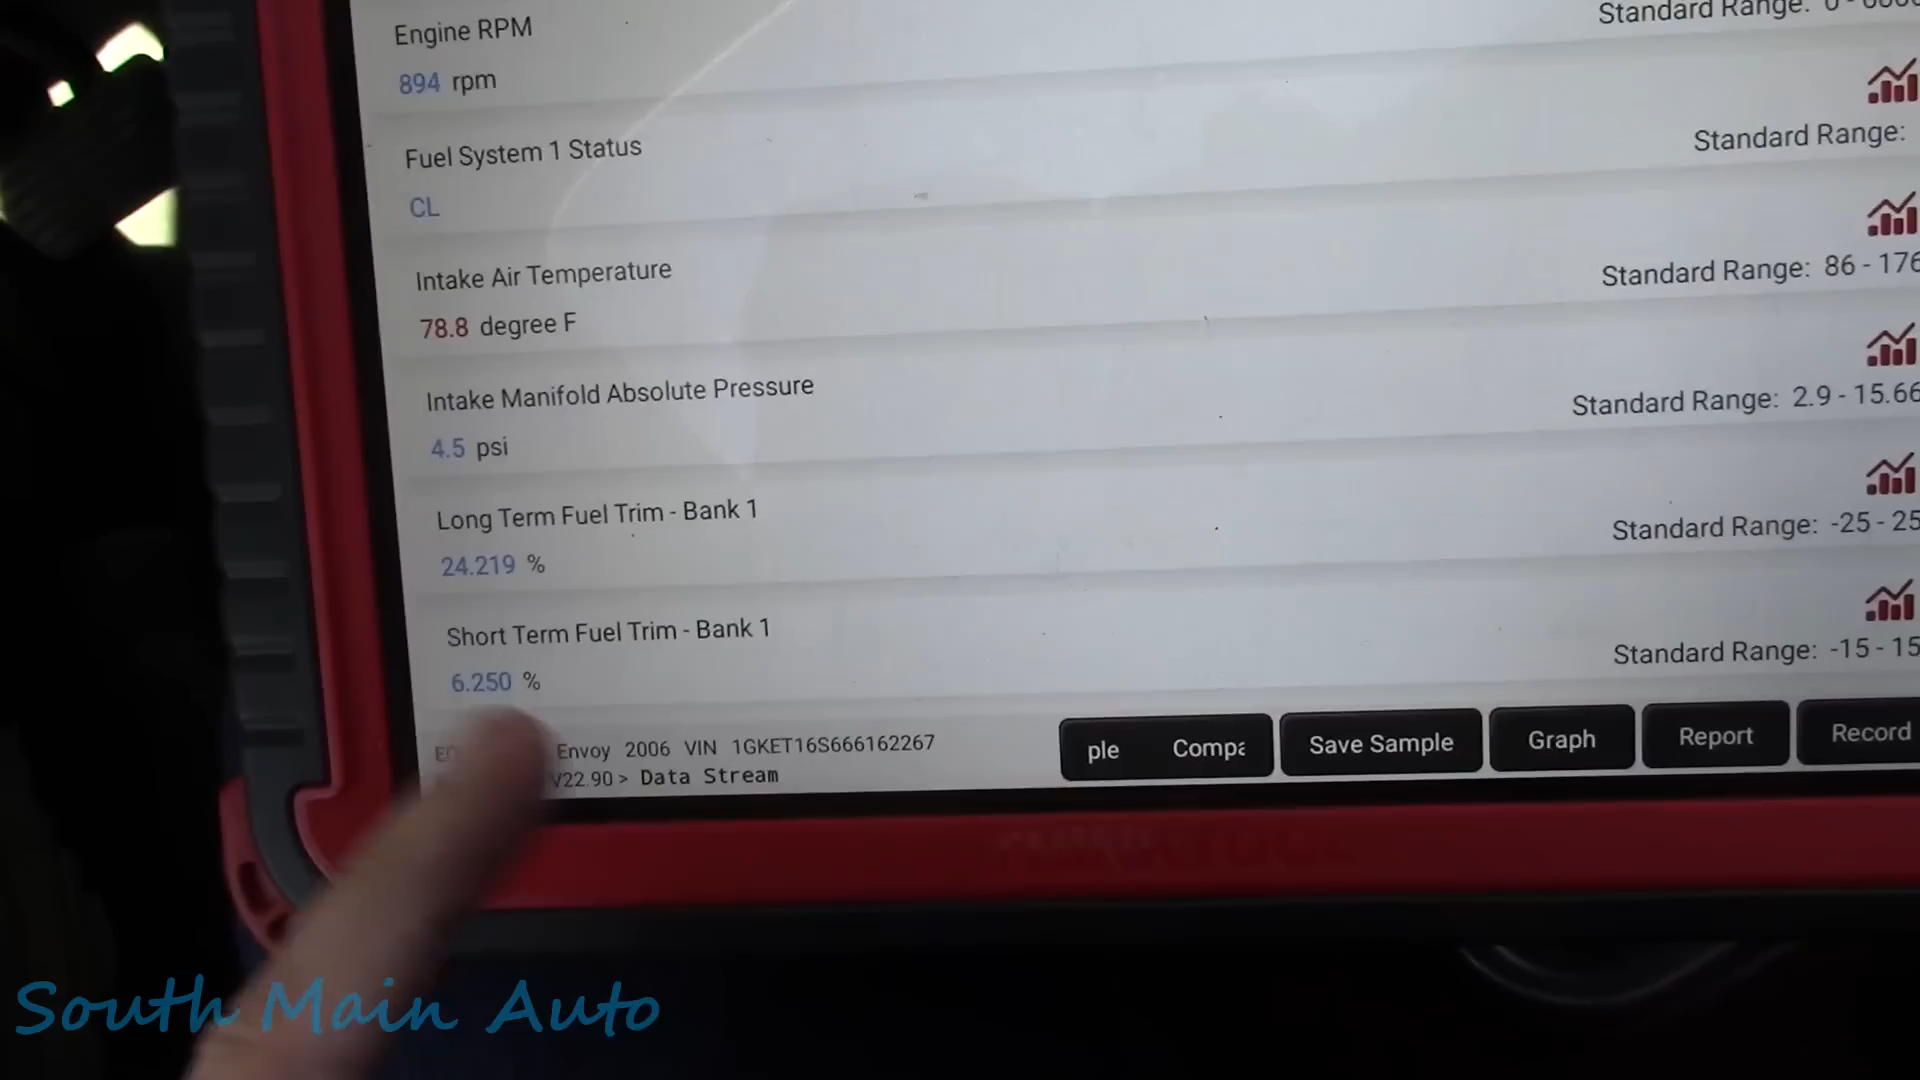 Engine RPM
Standard Range: 0 -
894 rpm
Fuel System 1 Status
Standard Range:
CL
Intake Air Temperature
Standard Range: 86 - 176
78.8 degree F
Intake Manifold Absolute Pressure
Standard Range: 2.9 - 15.66
4.5 psi
Long Term Fuel Trim - Bank 1
Standard Range: -25 - 25
24.219 %
Short Term Fuel Trim - Bank 1
Standard Range: -15 - 15
6.250 %
Envoy 2006 VIN 1GKET16S666162267
V22.90 > Data Stream
ple Compa Save Sample Graph Report Record
South Main Auto